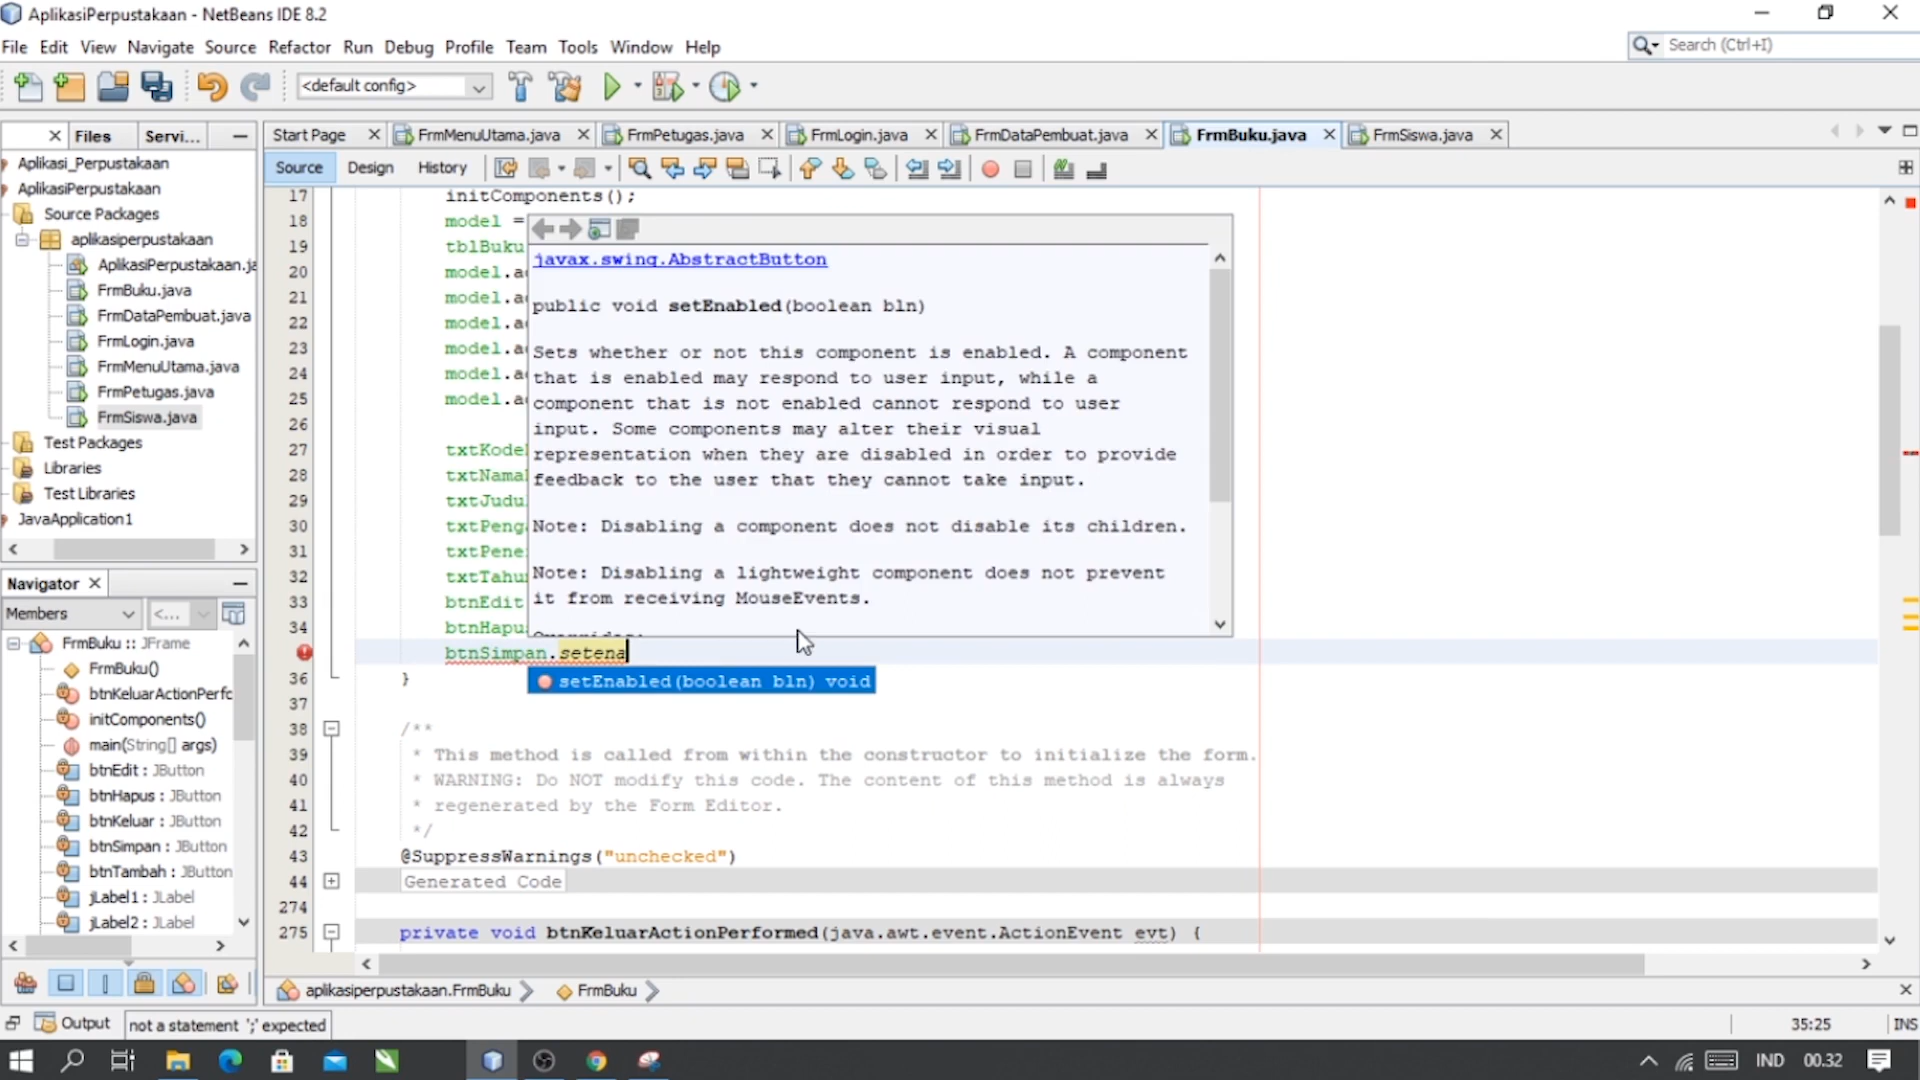 AplikasiPerpustakaan - NetBeans IDE 8.2
File Edit View Navigate Source Refactor Run Debug Profile Team Tools Window Help
Search (Ctrl+I)
<default config>
Files Servi...
Start Page FrmMenuUtama.java FrmPetugas.java FrmLogin.java FrmDataPembuat.java FrmBuku.java FrmSiswa.java
Source Design History
Aplikasi_Perpustakaan
AplikasiPerpustakaan
Source Packages
aplikasiperpustakaan
AplikasiPerpustakaan.ja
FrmBuku.java
FrmDataPembuat.java
FrmLogin.java
FrmMenuUtama.java
FrmPetugas.java
FrmSiswa.java
Test Packages
Libraries
Test Libraries
JavaApplication1
Navigator
Members <...
FrmBuku :: JFrame
FrmBuku()
btnKeluarActionPerfc
initComponents()
main(String[] args)
btnEdit : JButton
btnHapus : JButton
btnKeluar : JButton
btnSimpan : JButton
btnTambah : JButton
jLabel1 : JLabel
jLabel2 : JLabel
17 initComponents();
18 model =
19 tblBuku
20 model.a
21 model.a
22 model.a
23 model.a
24 model.a
25 model.a
26
27 txtKode
28 txtNama
29 txtJudu
30 txtPeng
31 txtPene
32 txtTahu
33 btnEdit
34 btnHapu
btnSimpan.setena
36 }
37
38 /**
39 * This method is called from within the constructor to initialize the form.
40 * WARNING: Do NOT modify this code. The content of this method is always
41 * regenerated by the Form Editor.
42 */
43 @SuppressWarnings("unchecked")
44 Generated Code
274
275 private void btnKeluarActionPerformed(java.awt.event.ActionEvent evt) {
javax.swing.AbstractButton
public void setEnabled(boolean bln)
Sets whether or not this component is enabled. A component
that is enabled may respond to user input, while a
component that is not enabled cannot respond to user
input. Some components may alter their visual
representation when they are disabled in order to provide
feedback to the user that they cannot take input.
Note: Disabling a component does not disable its children.
Note: Disabling a lightweight component does not prevent
it from receiving MouseEvents.
setEnabled(boolean bln) void
aplikasiperpustakaan.FrmBuku FrmBuku
Output not a statement ';' expected
35:25 INS
IND 00.32